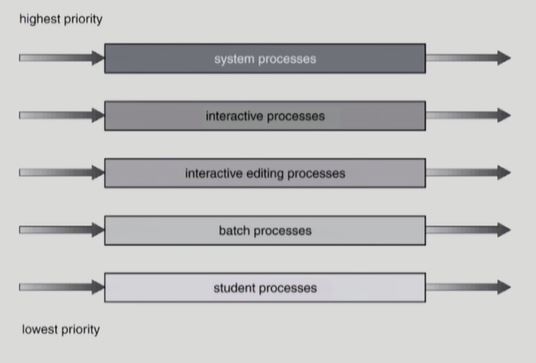 highest priority
system processes
interactive processes
interactive editing processes
batch processes
student processes
lowest priority